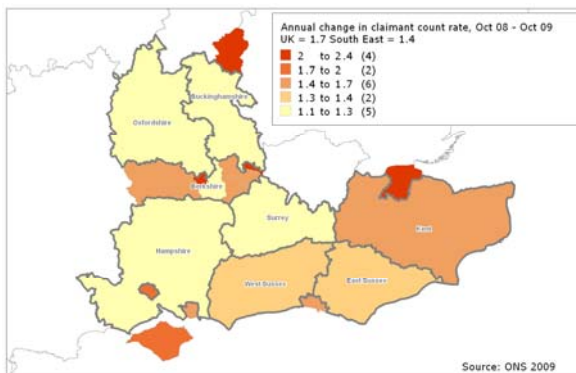 Annual change in claimant count rate, Oct 08 - Oct 09
UK = 1.7 South East = 1.4
2 to 2.4 (4)
1.7 to 2 (2)
1.4 to 1.7 (6)
1.3 to 1.4 (2)
1.1 to 1.3 (5)
Buckinghamshire
Oxfordshire
Berkshire
Surrey
Kent
Hampshire
West Sussex
East Sussex
Source: ONS 2009